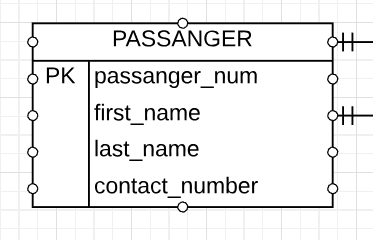 PASSANGER
PK passanger_num
first_name
last_name
contact_number